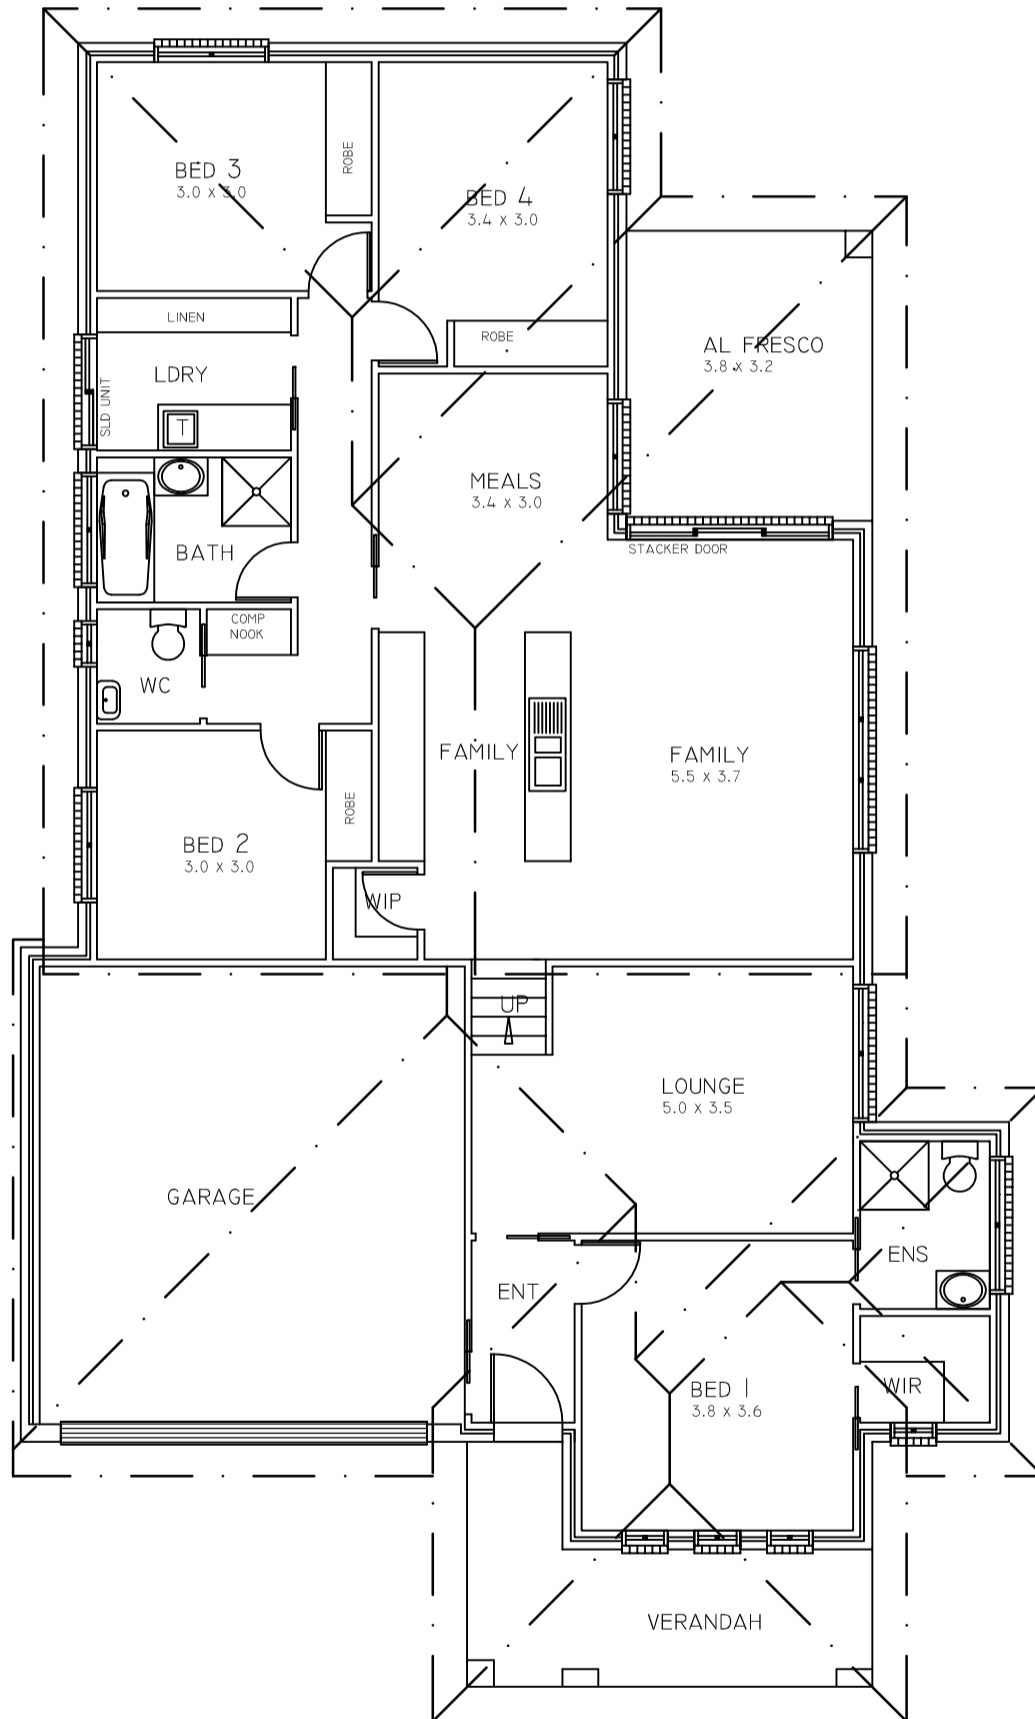 BED 3
3.0 x 3.0
ROBE
BED 4
3.4 x 3.0
LINEN
ROBE
AL FRESCO
3.8 x 3.2
LDRY
SLD UNIT
T
MEALS
3.4 x 3.0
BATH
STACKER DOOR
COMP
NOOK
WC
FAMILY
FAMILY
5.5 x 3.7
ROBE
BED 2
3.0 x 3.0
WIP
UP
LOUNGE
5.0 x 3.5
GARAGE
ENS
ENT
BED 1
3.8 x 3.6
WIR
VERANDAH